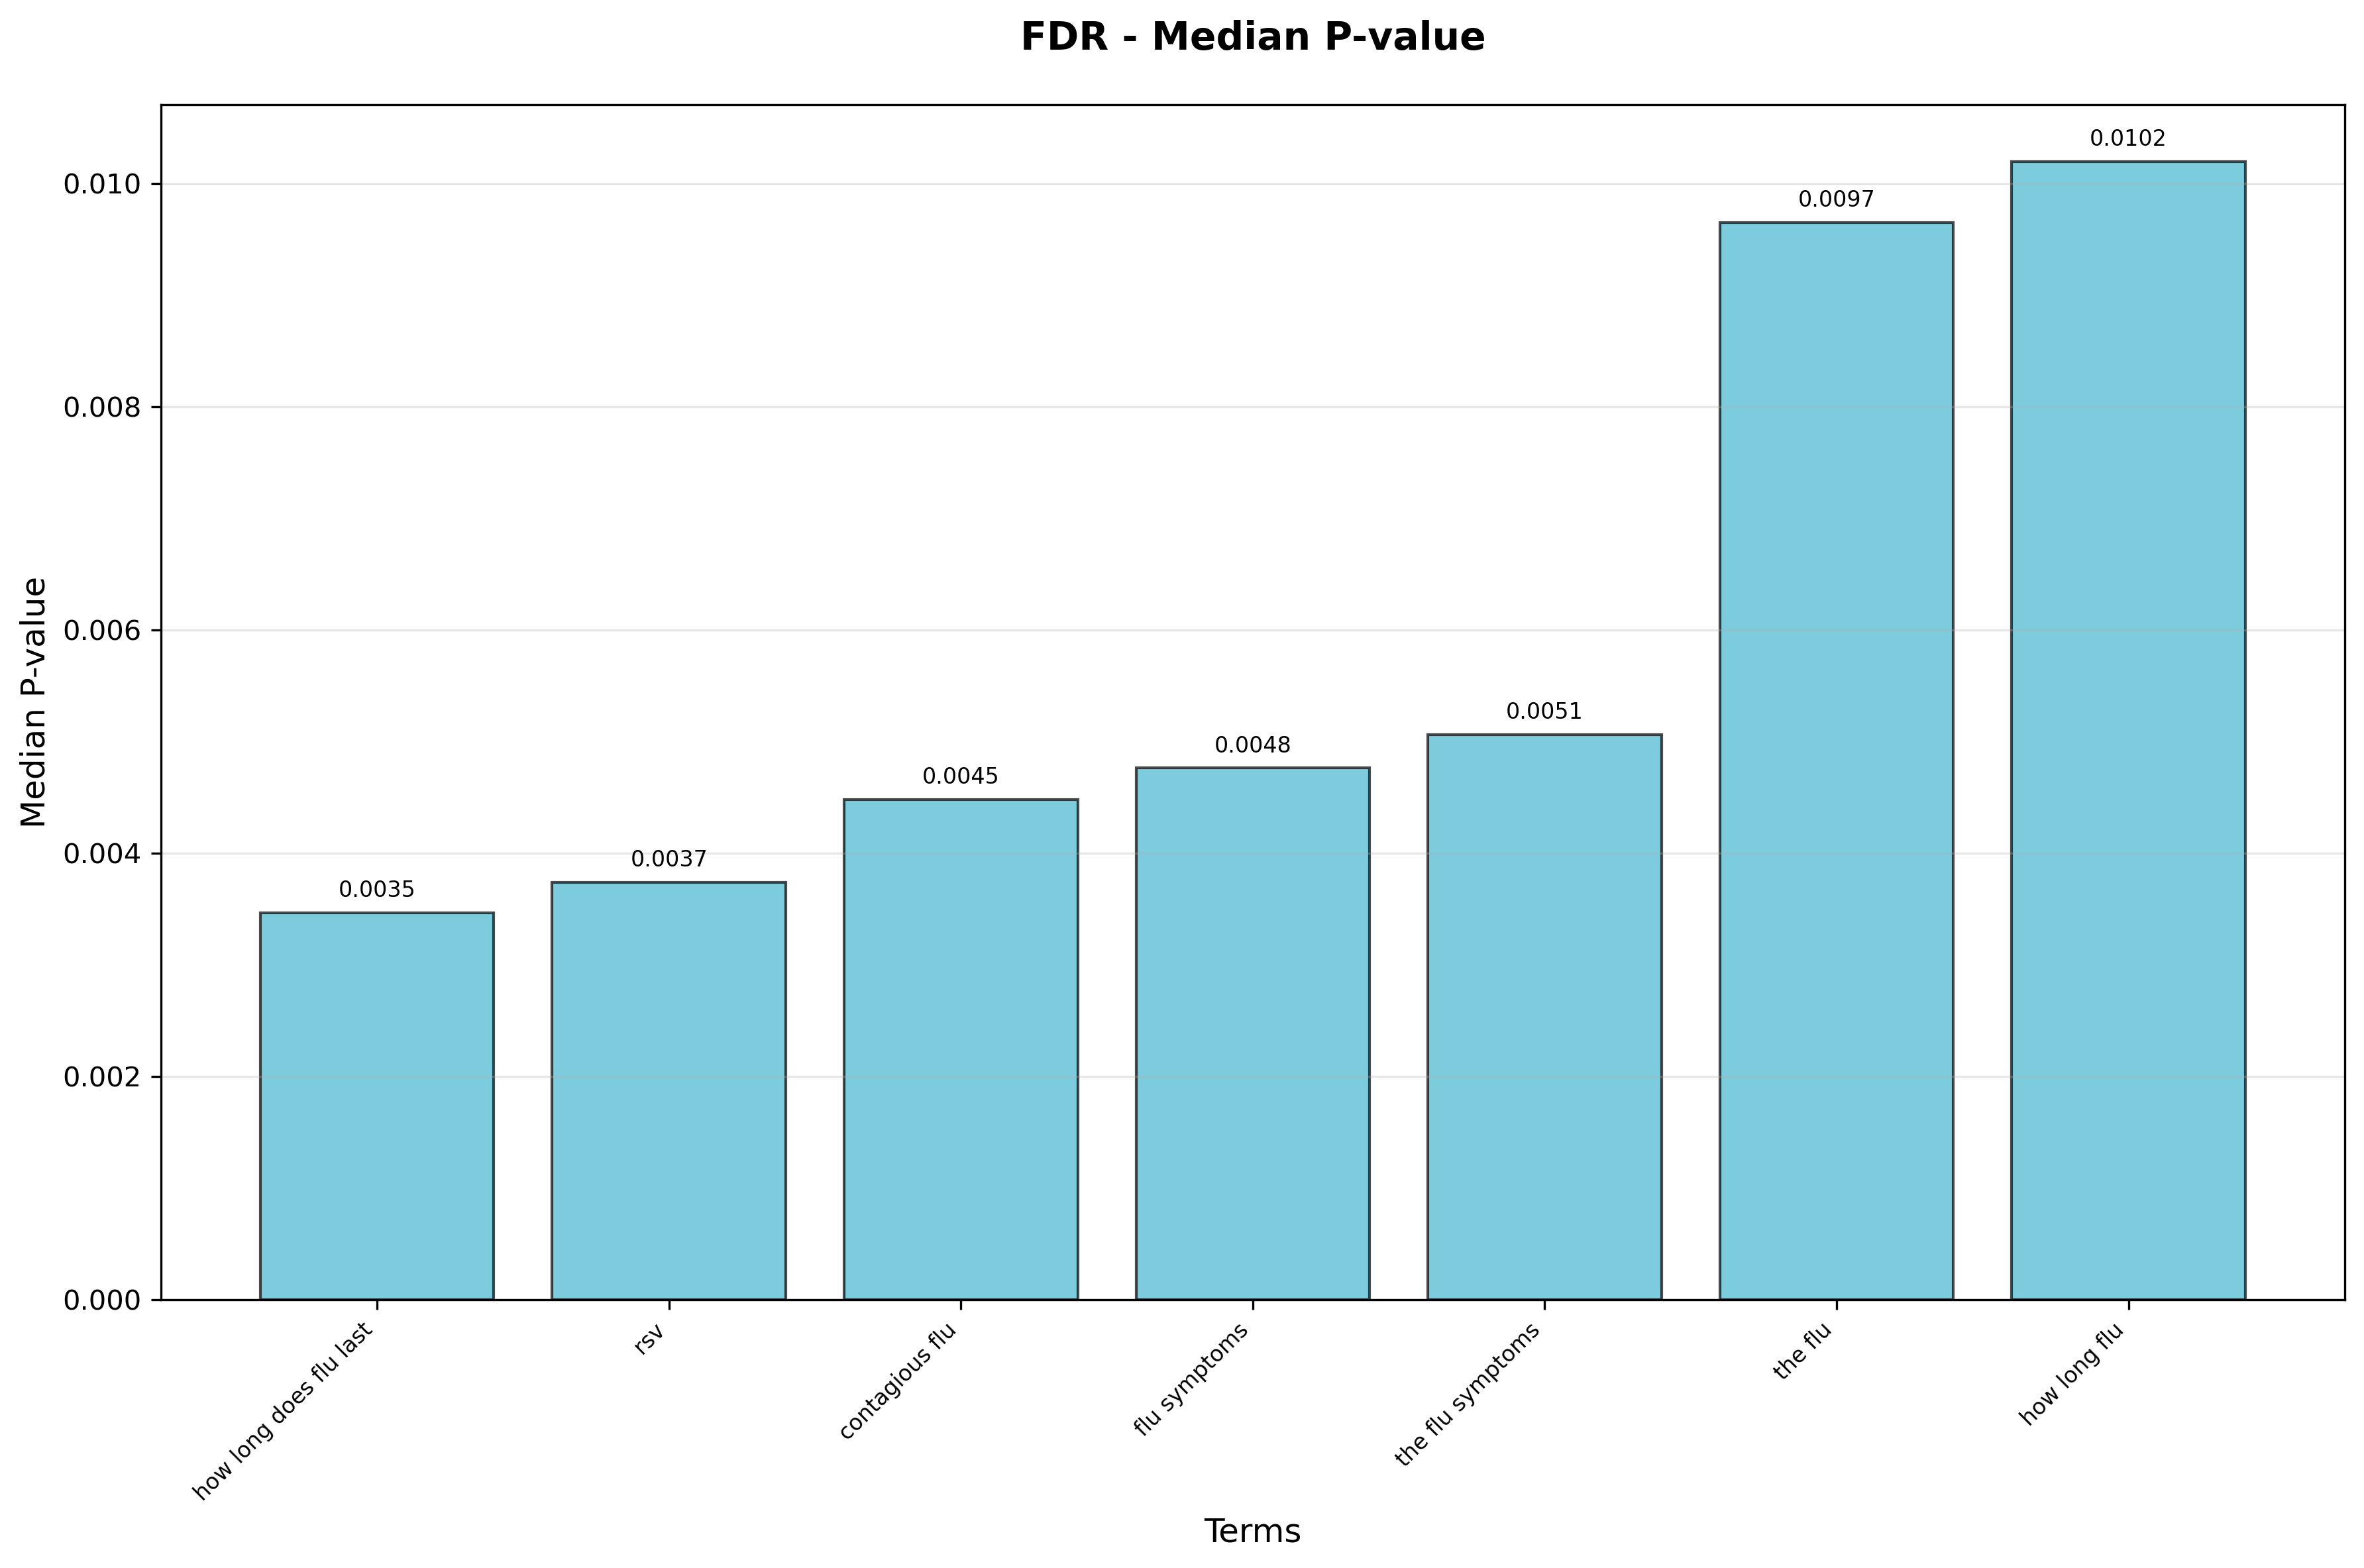 FDR - Median P-value
Median P-value
0.010
0.008
0.006
0.004
0.002
0.000
0.0035
0.0037
0.0045
0.0048
0.0051
0.0097
0.0102
how long does flu last
rsv
contagious flu
flu symptoms
the flu symptoms
the flu
how long flu
Terms